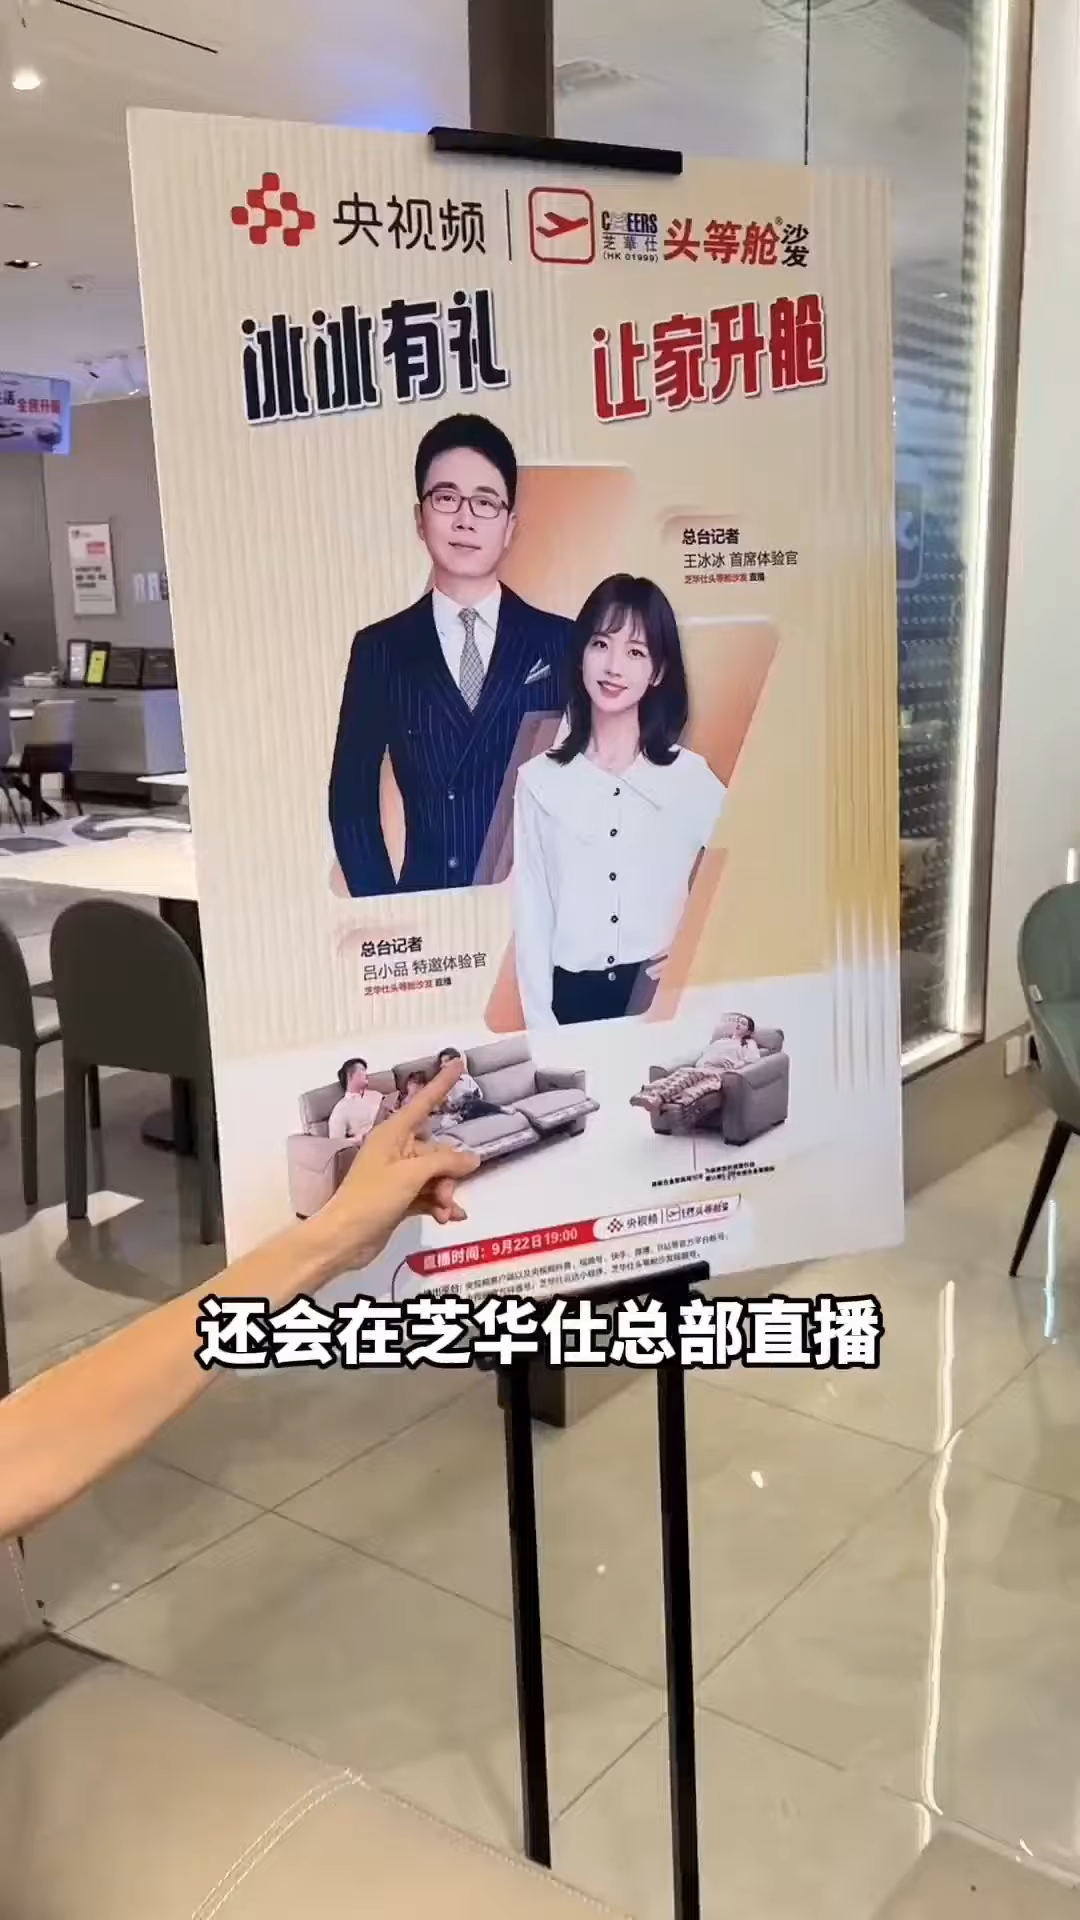 央视频
CHEERS
芝華仕
(HK 01999)
头等舱®沙发
冰冰有礼
让家升舱
全民升舱
总台记者
王冰冰 首席体验官
芝华仕头等舱沙发 直播
总台记者
吕小品 特邀体验官
芝华仕头等舱沙发 直播
直播时间：9月22日19:00
央视频
还会在芝华仕总部直播